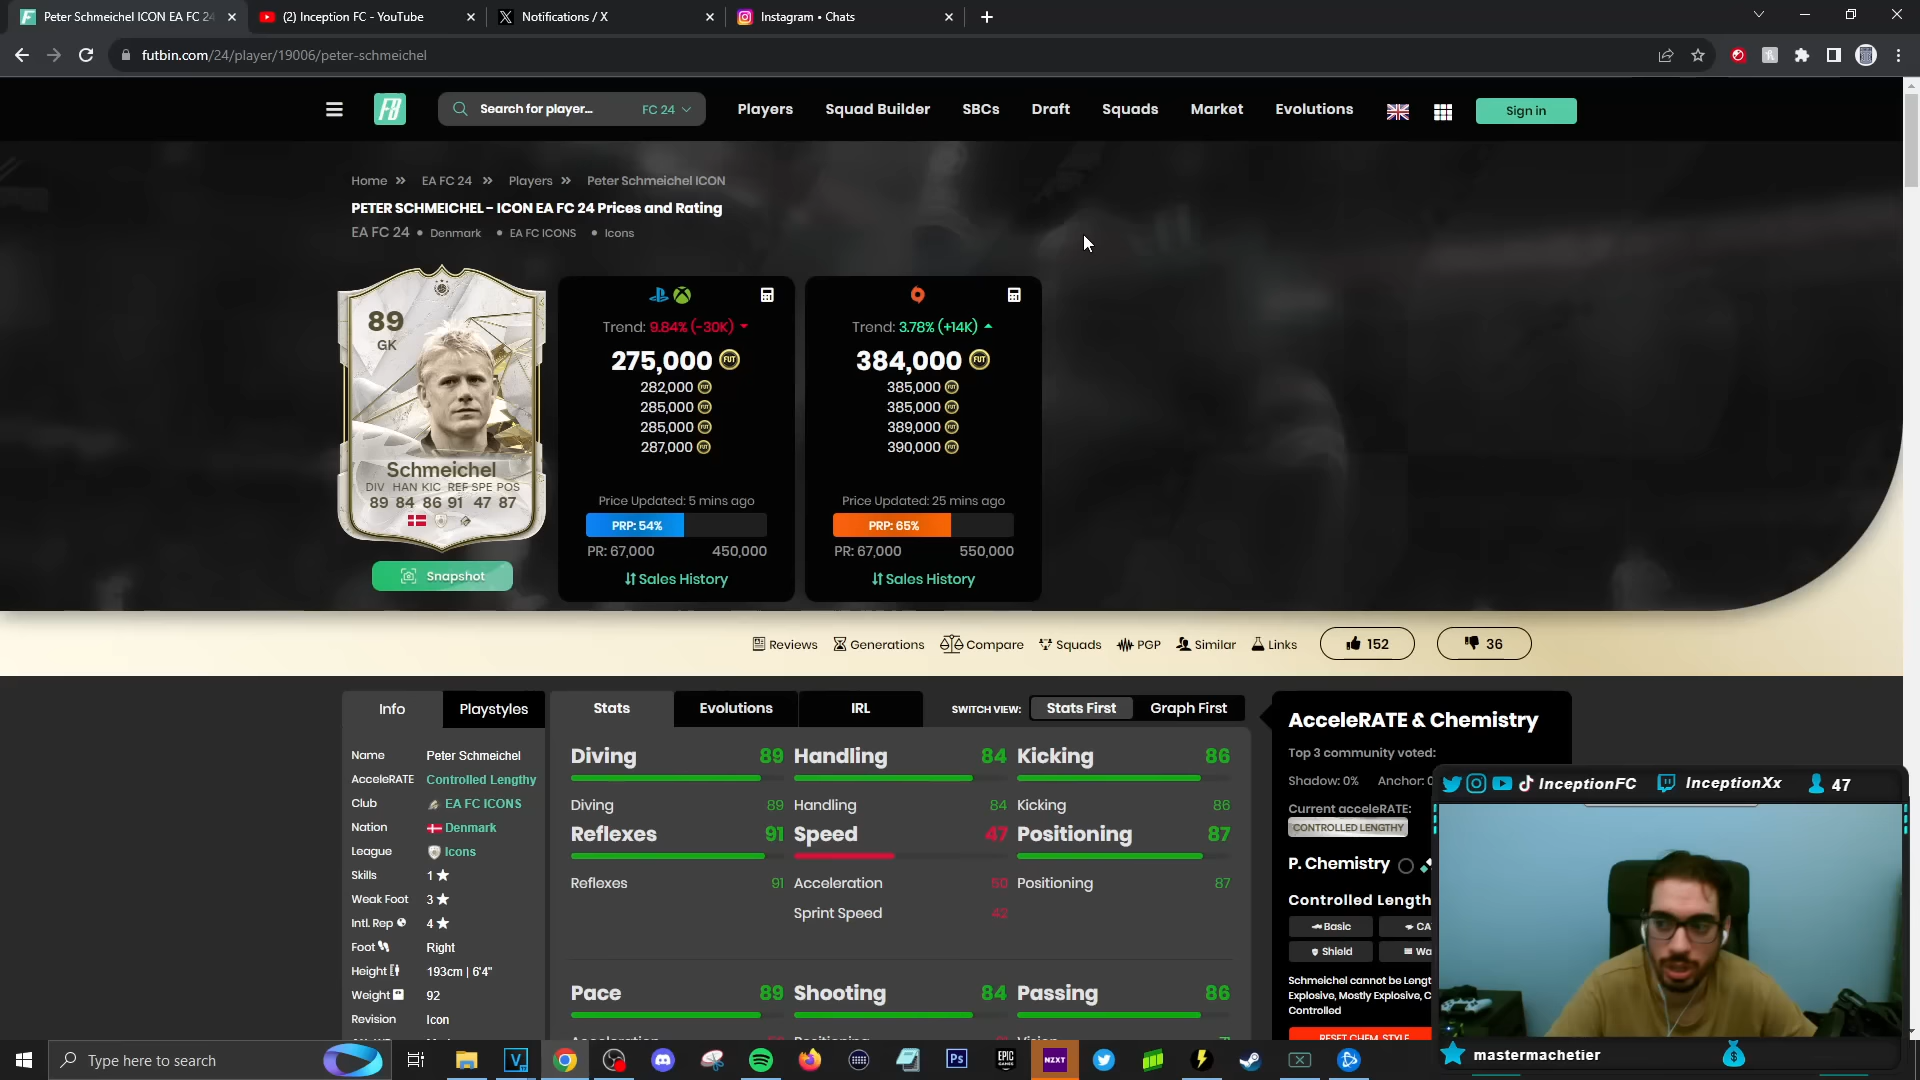 Peter Schmeichel ICON EA FC 24
(2) Inception FC - YouTube
Notifications / X
Instagram • Chats
futbin.com/24/player/19006/peter-schmeichel
FB
Search for player...
FC 24
Players
Squad Builder
SBCs
Draft
Squads
Market
Evolutions
Sign in
Home » EA FC 24 » Players » Peter Schmeichel ICON
PETER SCHMEICHEL - ICON EA FC 24 Prices and Rating
EA FC 24 • Denmark • EA FC ICONS • Icons
89
GK
Schmeichel
DIV HAN KIC REF SPE POS
89 84 86 91 47 87
Snapshot
Trend: 9.84% (-30K)
275,000
282,000
285,000
285,000
287,000
Price Updated: 5 mins ago
PRP: 54%
PR: 67,000 450,000
Sales History
Trend: 3.78% (+14K)
384,000
385,000
385,000
389,000
390,000
Price Updated: 25 mins ago
PRP: 65%
PR: 67,000 550,000
Sales History
Reviews
Generations
Compare
Squads
PGP
Similar
Links
152
36
Info
Playstyles
Name Peter Schmeichel
AcceleRATE Controlled Lengthy
Club EA FC ICONS
Nation Denmark
League Icons
Skills 1 ★
Weak Foot 3 ★
Intl. Rep 4 ★
Foot Right
Height 193cm | 6'4"
Weight 92
Revision Icon
Stats
Evolutions
IRL
SWITCH VIEW:
Stats First
Graph First
Diving 89 Handling 84 Kicking 86
Diving 89 Handling 84 Kicking 86
Reflexes 91 Speed 47 Positioning 87
Reflexes 91 Acceleration 50 Positioning 87
Sprint Speed 42
Pace 89 Shooting 84 Passing 86
AcceleRATE & Chemistry
Top 3 community voted:
Shadow: 0% Anchor: 0
Current acceleRATE:
CONTROLLED LENGTHY
P. Chemistry
Controlled Length
Basic
CA
Shield
Wa
Schmeichel cannot be Lengt
Explosive, Mostly Explosive, C
Controlled
RESET CHEM. STYLE
InceptionFC
InceptionXx
47
mastermachetier
Type here to search
Ps
EPIC GAMES
NZXT